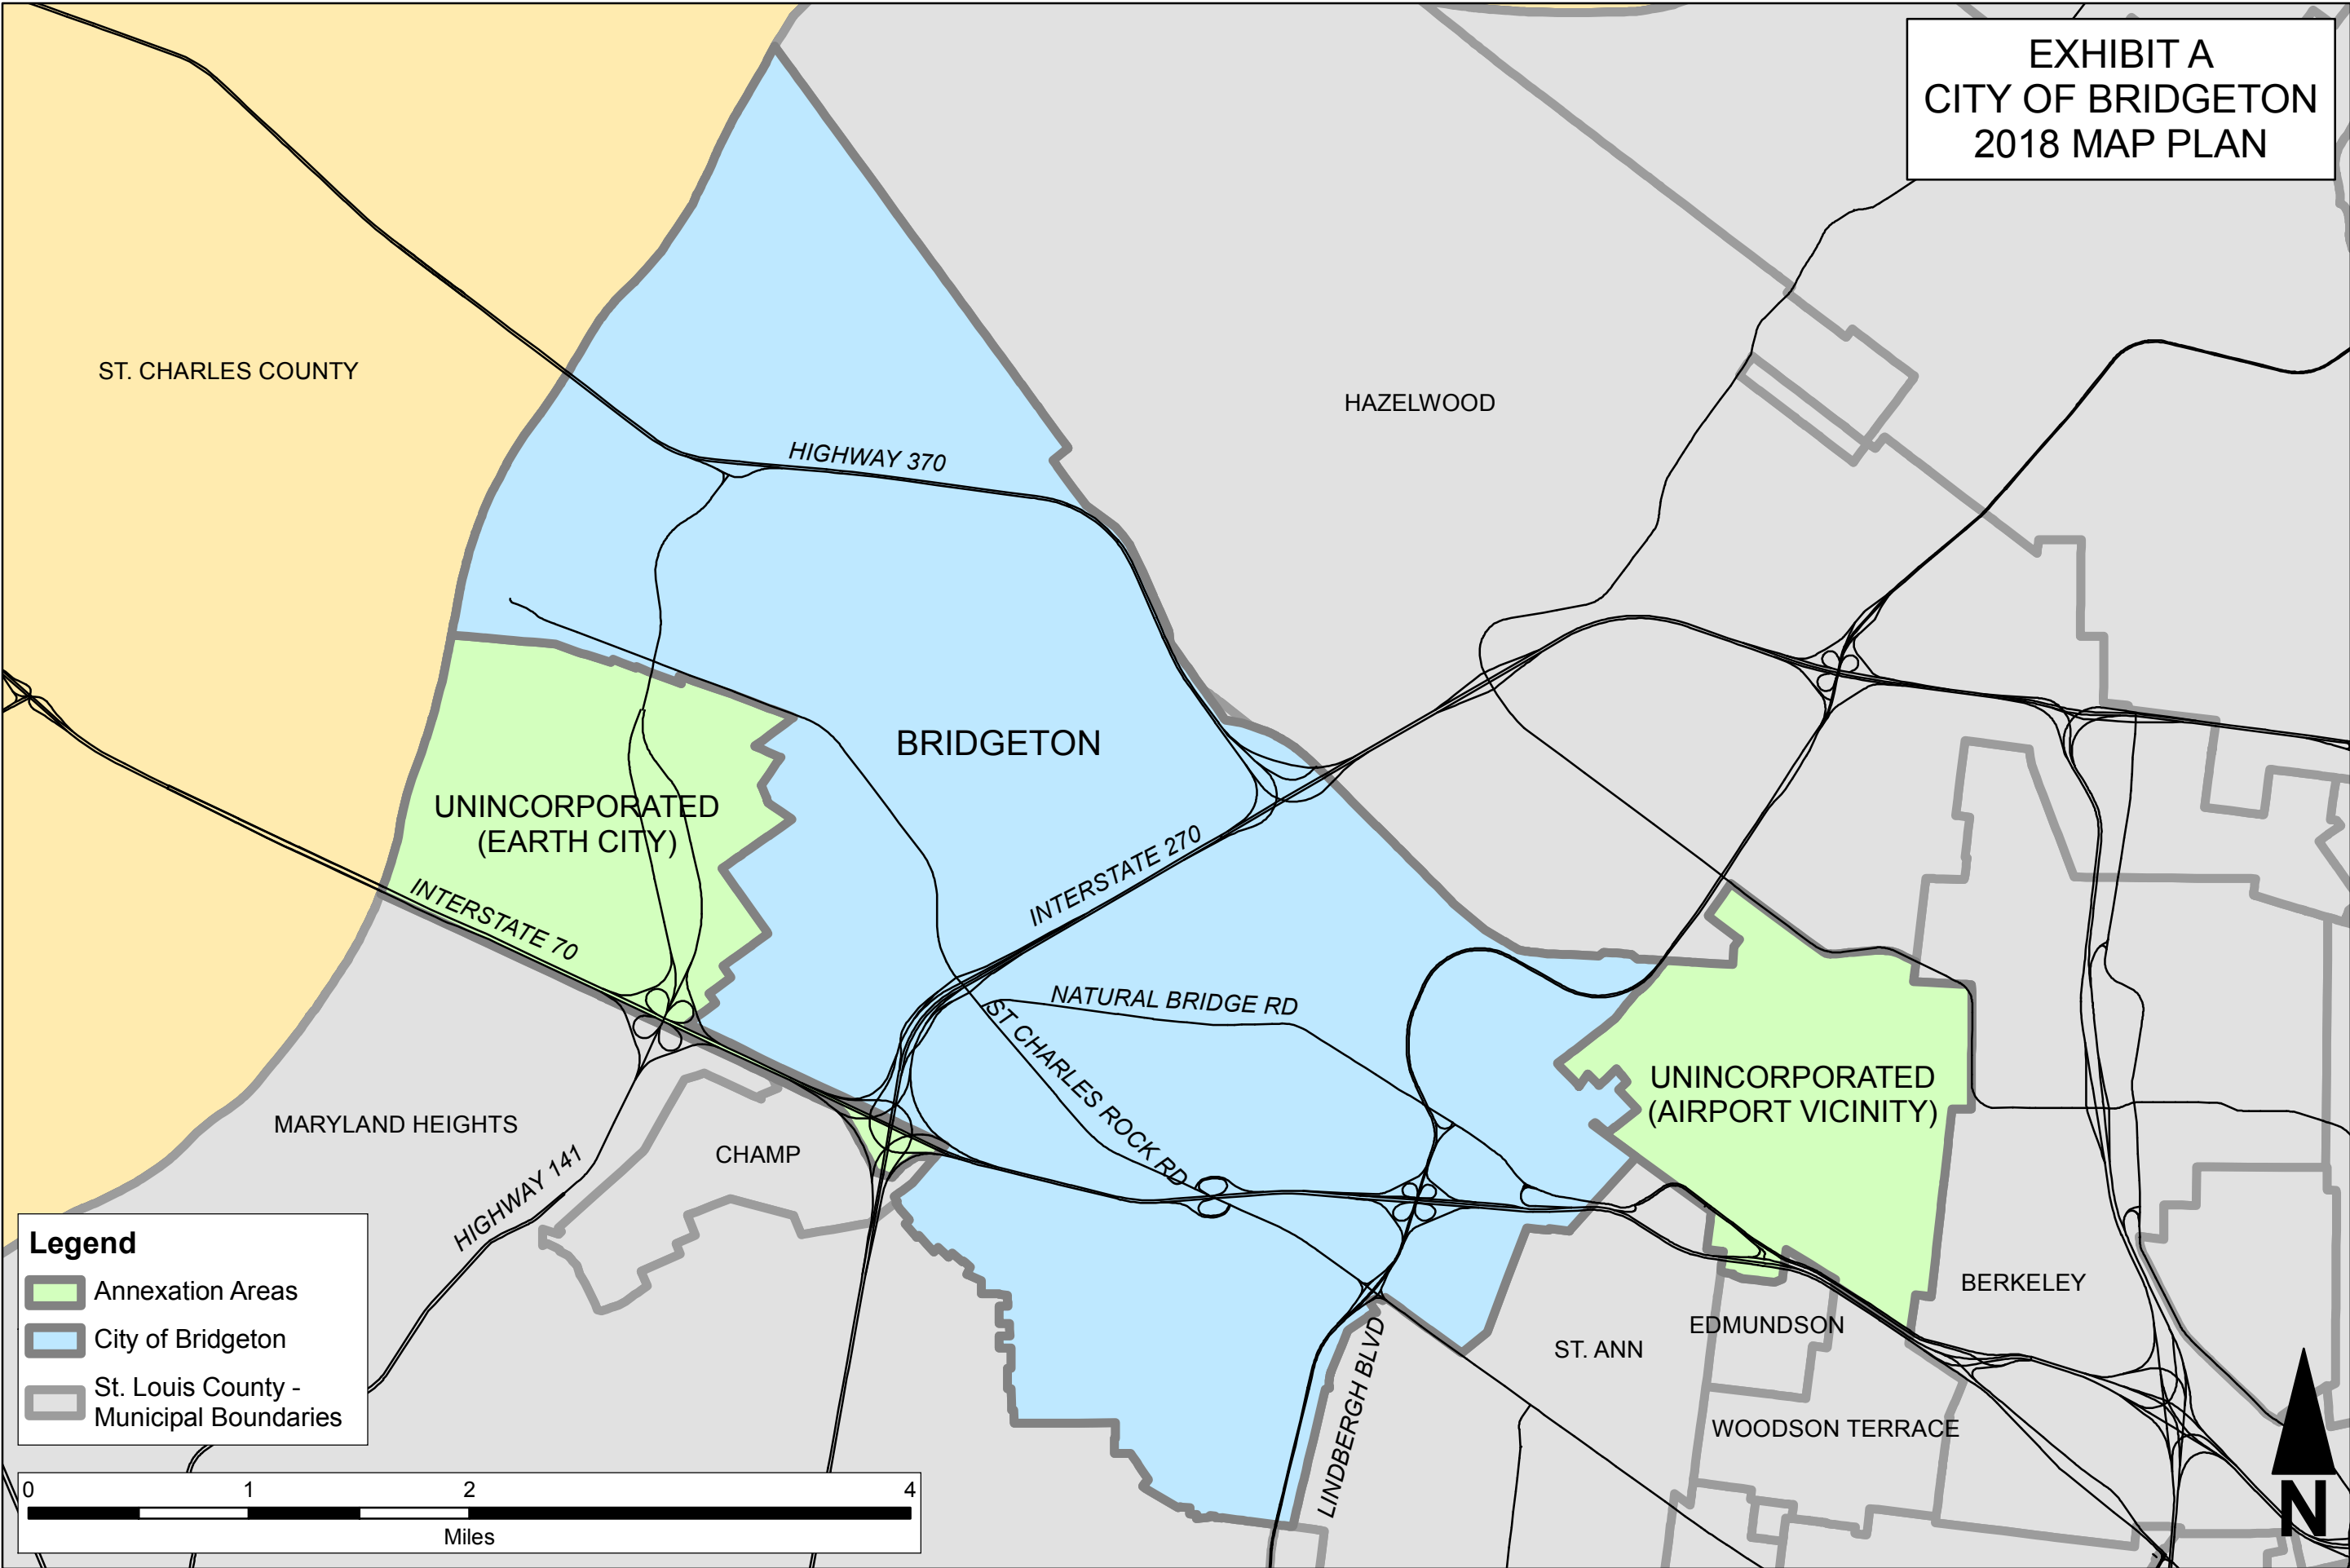 EXHIBIT A
CITY OF BRIDGETON
2018 MAP PLAN
ST. CHARLES COUNTY
HAZELWOOD
HIGHWAY 370
BRIDGETON
UNINCORPORATED
(EARTH CITY)
INTERSTATE 270
INTERSTATE 70
NATURAL BRIDGE RD
ST CHARLES ROCK RD
UNINCORPORATED
(AIRPORT VICINITY)
MARYLAND HEIGHTS
CHAMP
HIGHWAY 141
BERKELEY
EDMUNDSON
ST. ANN
LINDBERGH BLVD
WOODSON TERRACE
Legend
Annexation Areas
City of Bridgeton
St. Louis County -
Municipal Boundaries
0 1 2 4
Miles
N